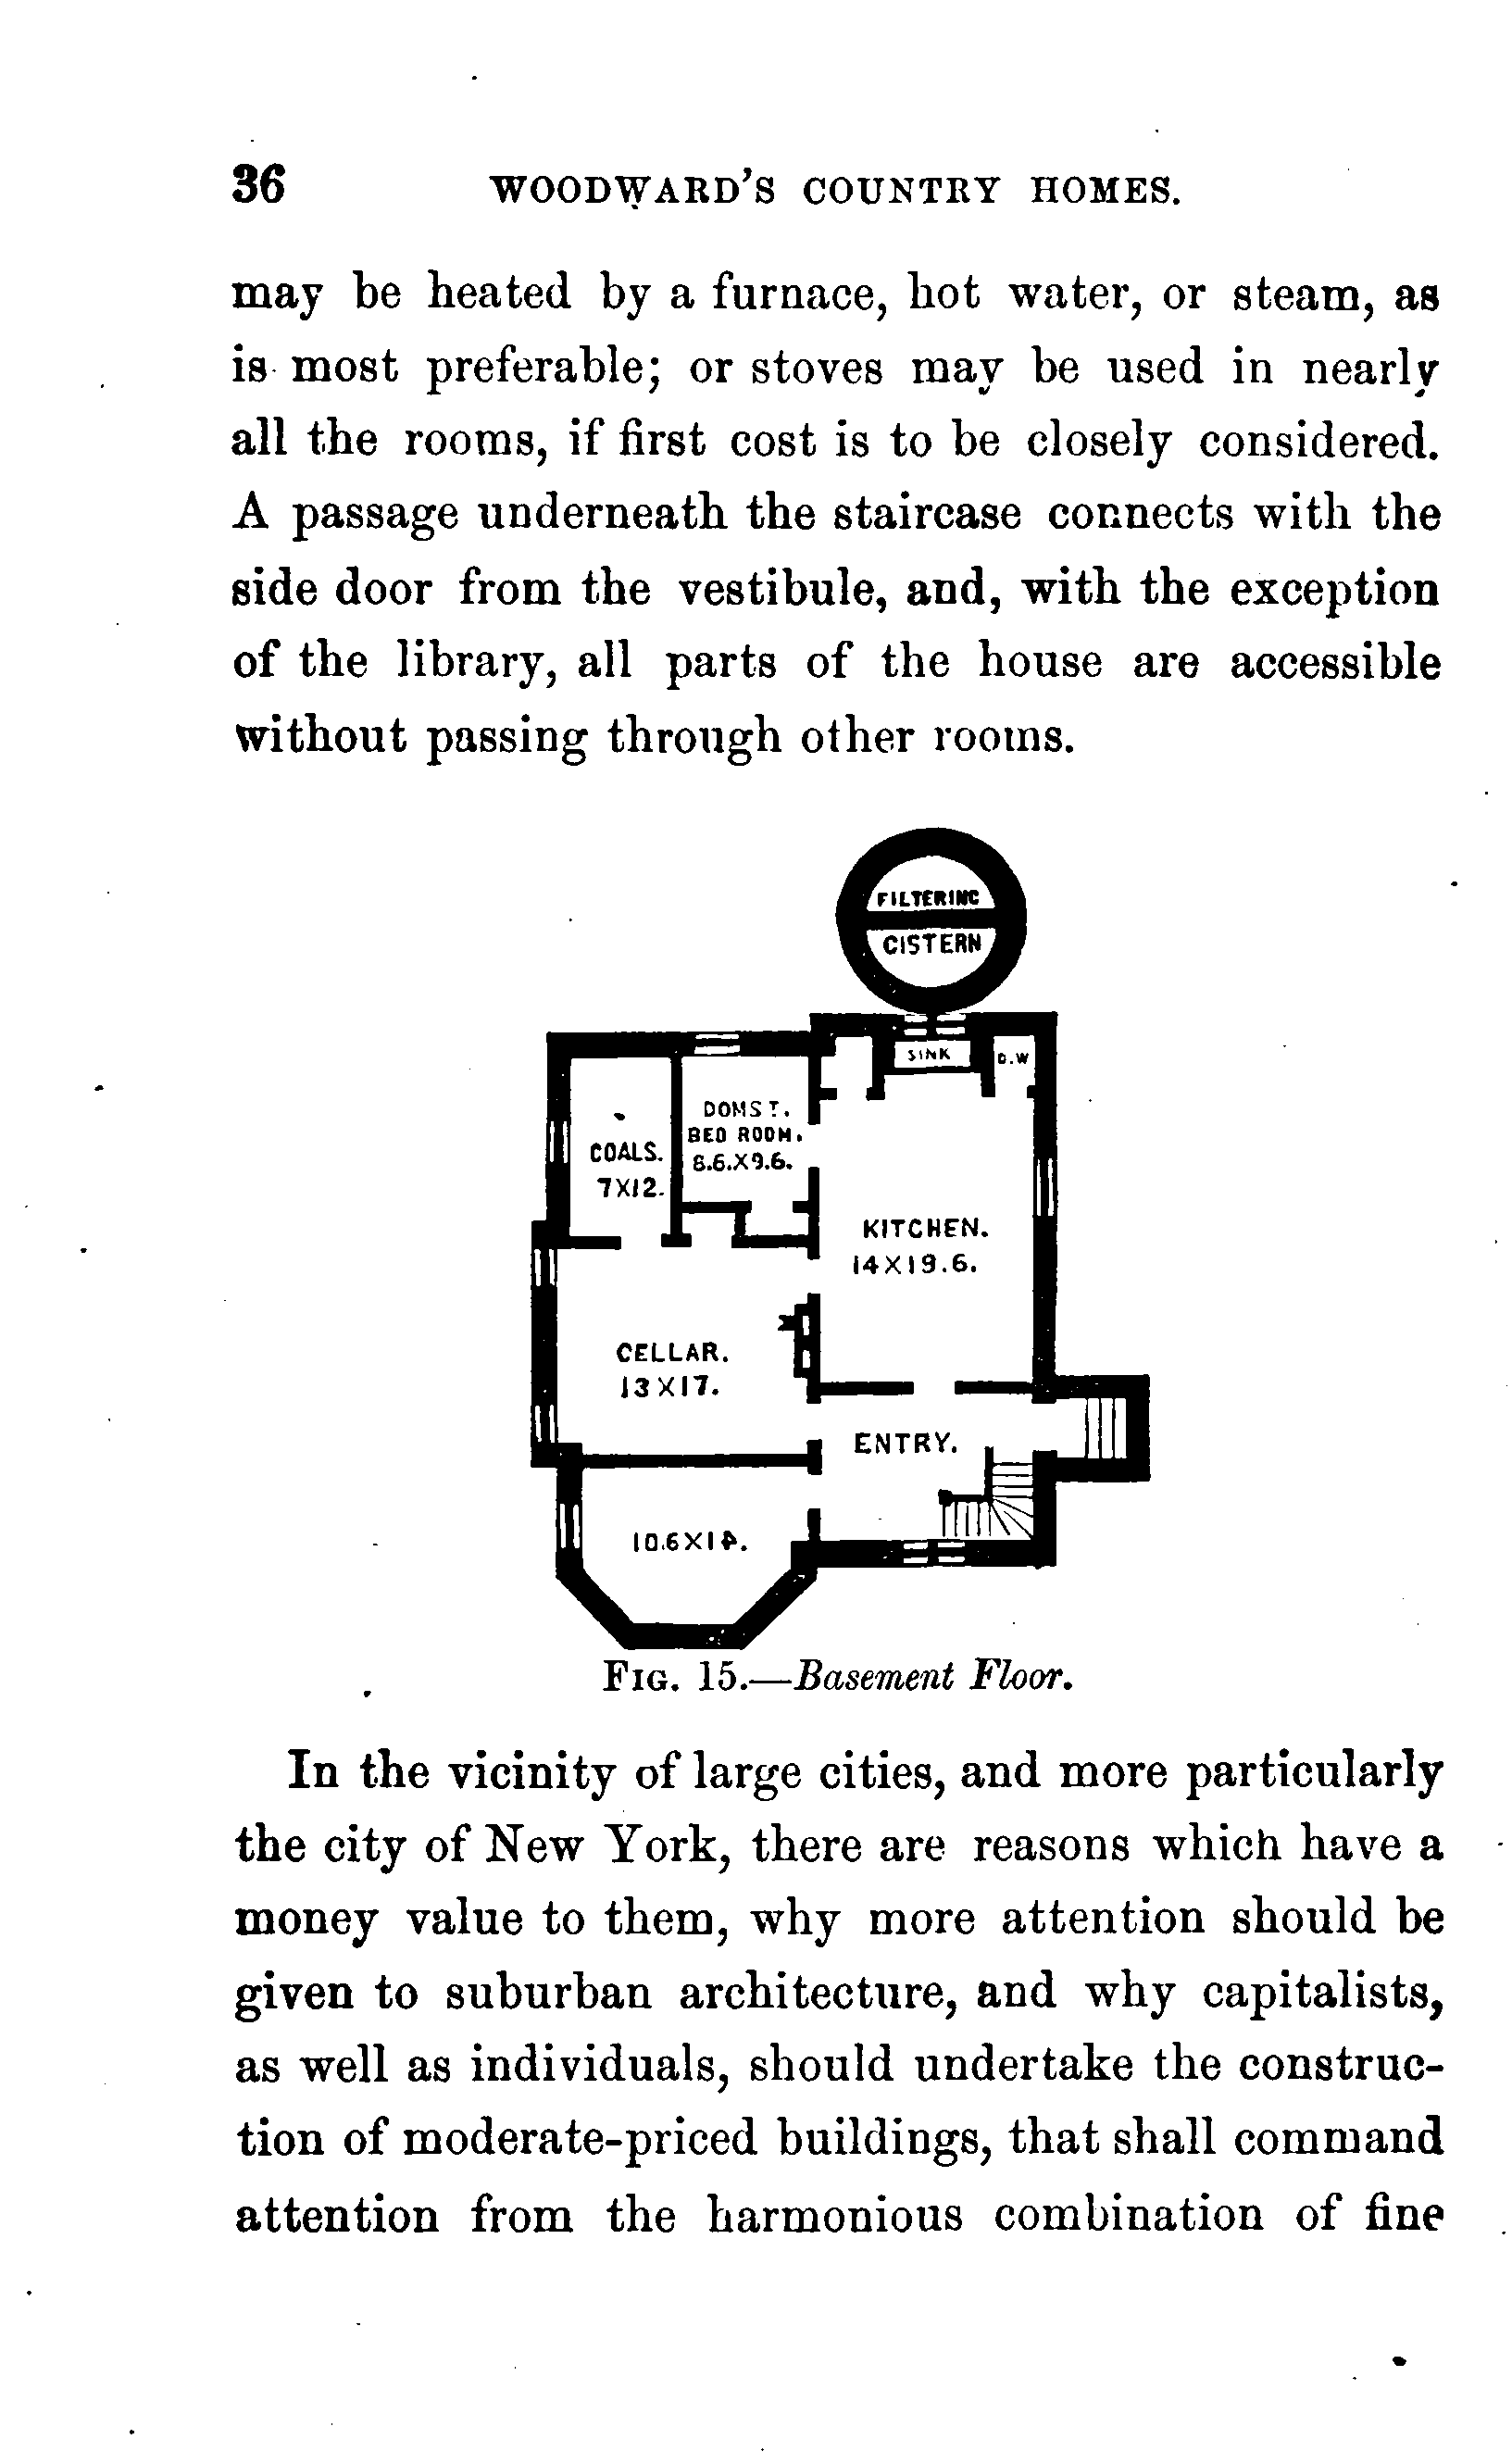 36 WOODWARD'S COUNTRY HOMES.
may be heated by a furnace, hot water, or steam, as
is most preferable; or stoves may be used in nearly
all the rooms, if first cost is to be closely considered.
A passage underneath the staircase connects with the
side door from the vestibule, and, with the exception
of the library, all parts of the house are accessible
without passing through other rooms.
FILTERING
CISTERN
SINK
D.W
DOMST.
BED ROOM.
8.6.X9.6.
COALS.
7X12.
KITCHEN.
14X19.6.
CELLAR.
13X17.
ENTRY.
10.6X14.
FIG. 15.—Basement Floor.
In the vicinity of large cities, and more particularly
the city of New York, there are reasons which have a
money value to them, why more attention should be
given to suburban architecture, and why capitalists,
as well as individuals, should undertake the construc-
tion of moderate-priced buildings, that shall command
attention from the harmonious combination of fine